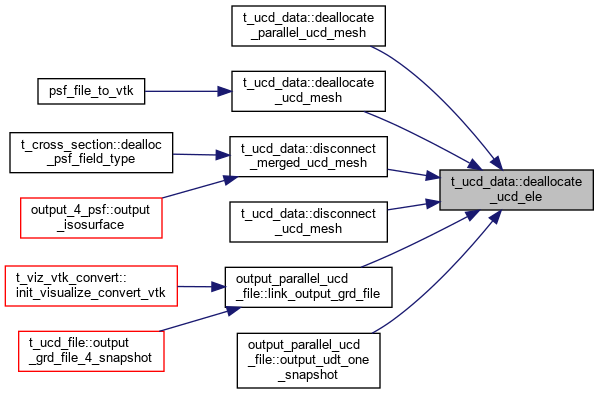 t_ucd_data::deallocate
_parallel_ucd_mesh
t_ucd_data::deallocate
_ucd_mesh
psf_file_to_vtk
t_cross_section::dealloc
_psf_field_type
t_ucd_data::disconnect
_merged_ucd_mesh
t_ucd_data::deallocate
_ucd_ele
output_4_psf::output
_isosurface
t_ucd_data::disconnect
_ucd_mesh
t_viz_vtk_convert::
init_visualize_convert_vtk
output_parallel_ucd
_file::link_output_grd_file
t_ucd_file::output
_grd_file_4_snapshot
output_parallel_ucd
_file::output_udt_one
_snapshot